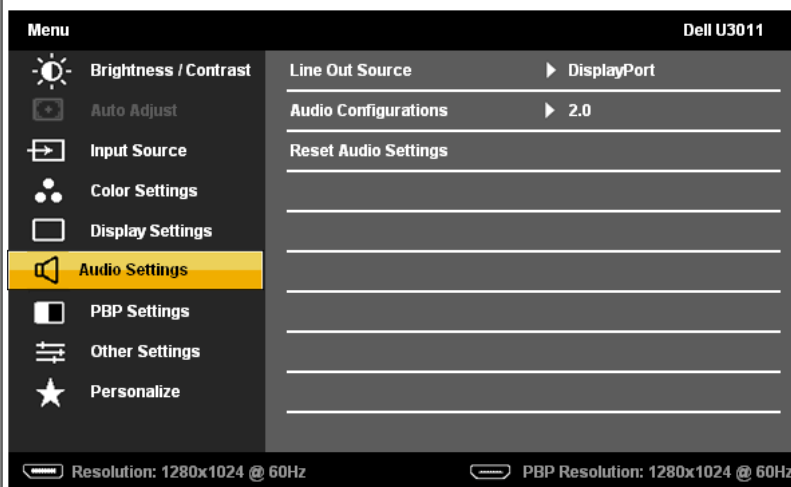 Menu Dell U3011
Brightness / Contrast Line Out Source DisplayPort
Auto Adjust Audio Configurations 2.0
Input Source Reset Audio Settings
Color Settings
Display Settings
Audio Settings
PBP Settings
Other Settings
Personalize
Resolution: 1280x1024 @ 60Hz PBP Resolution: 1280x1024 @ 60Hz